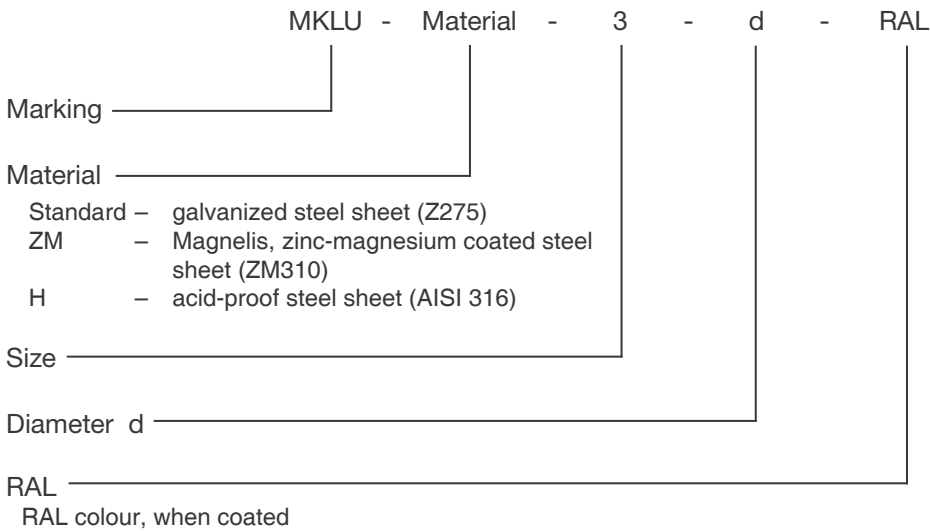 MKLU - Material - 3 - d - RAL
Marking
Material
Standard – galvanized steel sheet (Z275)
ZM – Magnelis, zinc-magnesium coated steel
sheet (ZM310)
H – acid-proof steel sheet (AISI 316)
Size
Diameter d
RAL
RAL colour, when coated